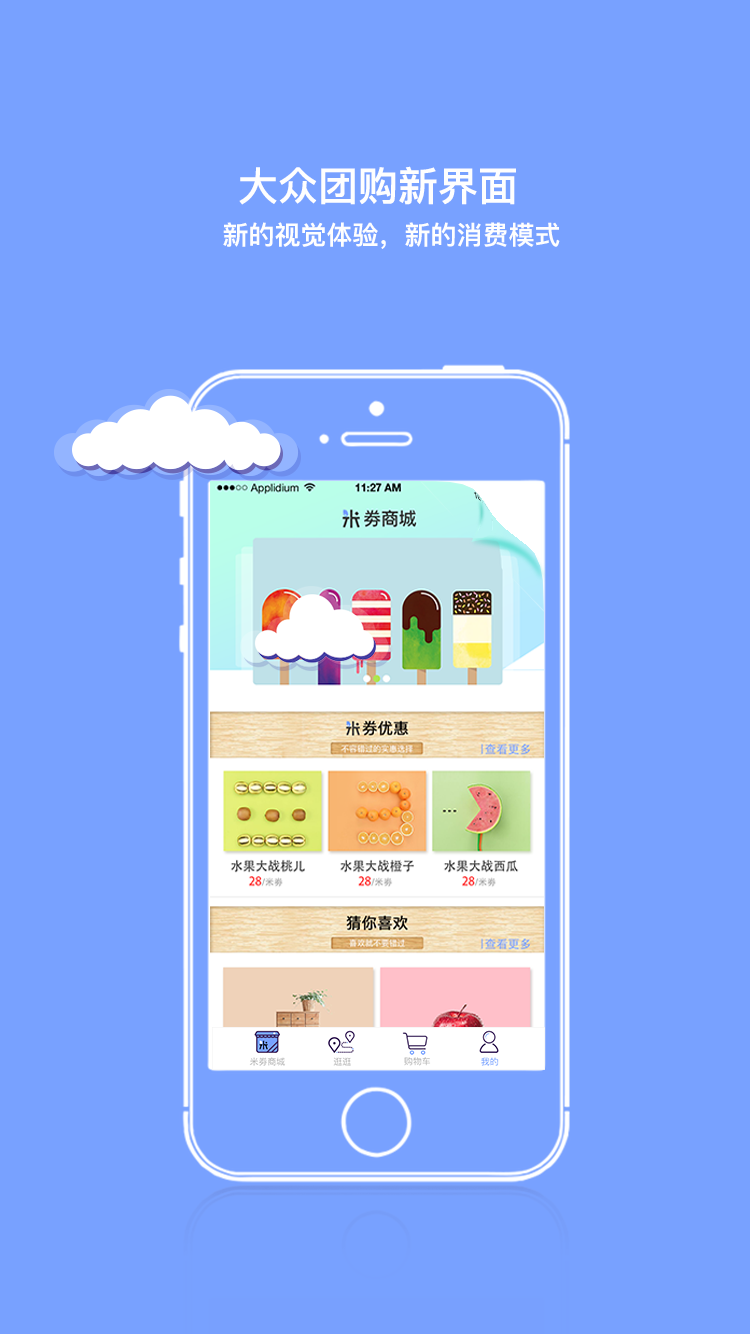 大众团购新界面
新的视觉体验，新的消费模式
Applidium 11:27 AM
米券商城
米券优惠
不容错过的实惠选择
查看更多
水果大战桃儿 水果大战橙子 水果大战西瓜
28/米券 28/米券 28/米券
猜你喜欢
喜欢就不要错过
查看更多
米券商城 逛逛 购物车 我的